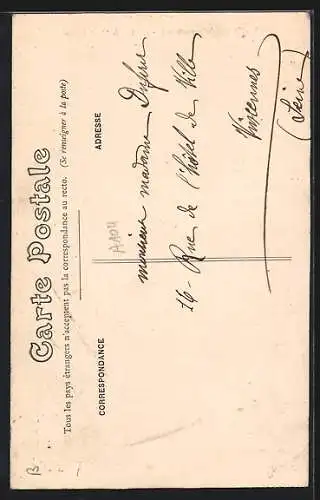 Carte Postale
Tous les pays étrangers n'acceptent pas la correspondance au recto. (Se renseigner à la poste)
CORRESPONDANCE
ADRESSE
A404
monsieur madame
16 - Rue de l'hôtel de Ville
Vincennes
(Seine)
B